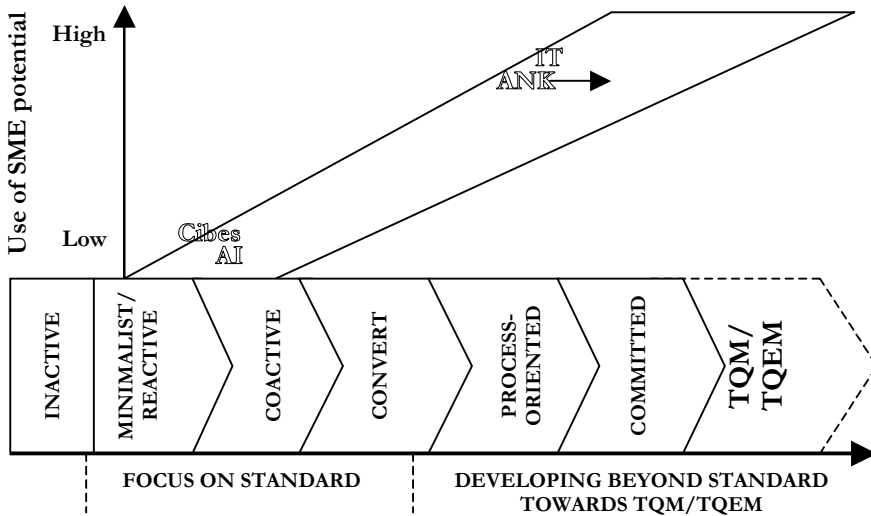 Use of SME potential
High
Low
IT
ANK
Cibes
AI
INACTIVE
MINIMALIST/
REACTIVE
COACTIVE
CONVERT
PROCESS-
ORIENTED
COMMITTED
TQM/
TQEM
FOCUS ON STANDARD
DEVELOPING BEYOND STANDARD
TOWARDS TQM/TQEM